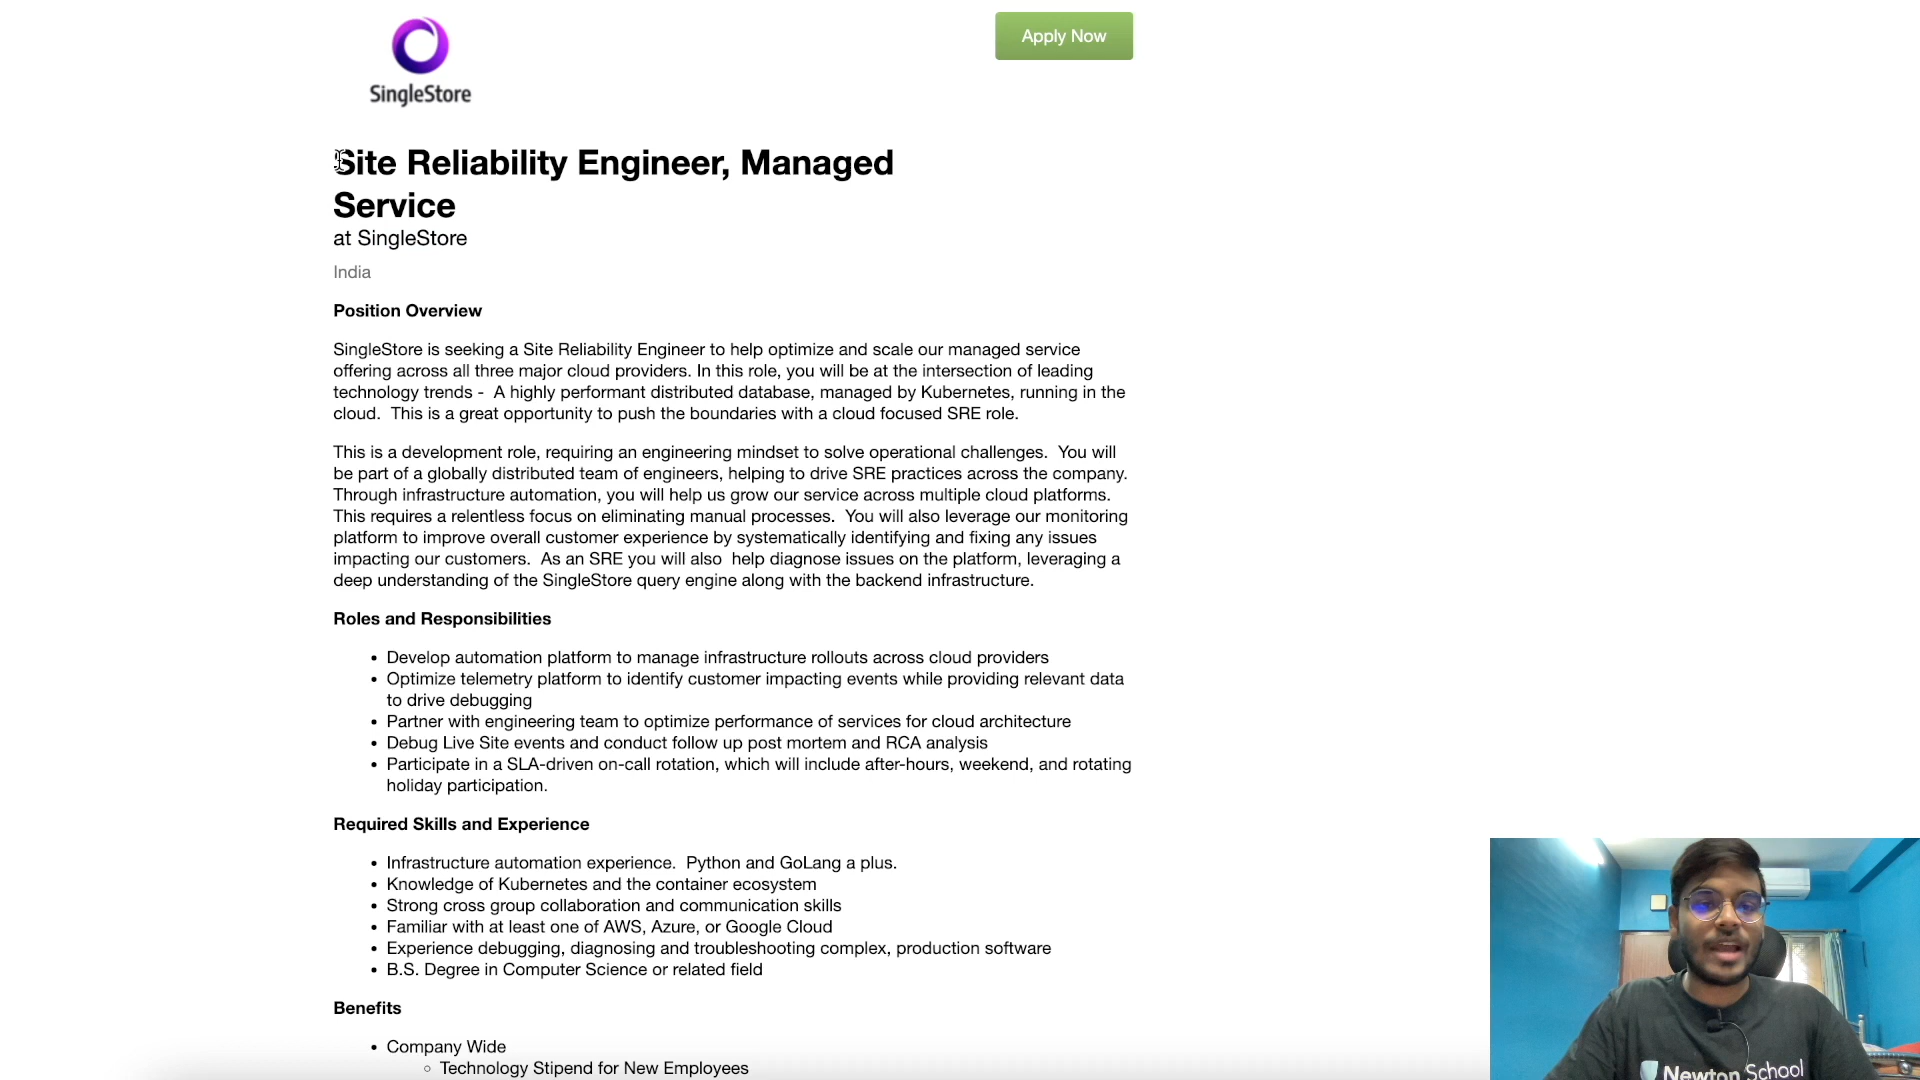 SingleStore
Apply Now
Site Reliability Engineer, Managed
Service
at SingleStore
India
Position Overview
SingleStore is seeking a Site Reliability Engineer to help optimize and scale our managed service
offering across all three major cloud providers. In this role, you will be at the intersection of leading
technology trends -  A highly performant distributed database, managed by Kubernetes, running in the
cloud.  This is a great opportunity to push the boundaries with a cloud focused SRE role.
This is a development role, requiring an engineering mindset to solve operational challenges.  You will
be part of a globally distributed team of engineers, helping to drive SRE practices across the company.
Through infrastructure automation, you will help us grow our service across multiple cloud platforms.
This requires a relentless focus on eliminating manual processes.  You will also leverage our monitoring
platform to improve overall customer experience by systematically identifying and fixing any issues
impacting our customers.  As an SRE you will also  help diagnose issues on the platform, leveraging a
deep understanding of the SingleStore query engine along with the backend infrastructure.
Roles and Responsibilities
• Develop automation platform to manage infrastructure rollouts across cloud providers
• Optimize telemetry platform to identify customer impacting events while providing relevant data
to drive debugging
• Partner with engineering team to optimize performance of services for cloud architecture
• Debug Live Site events and conduct follow up post mortem and RCA analysis
• Participate in a SLA-driven on-call rotation, which will include after-hours, weekend, and rotating
holiday participation.
Required Skills and Experience
• Infrastructure automation experience.  Python and GoLang a plus.
• Knowledge of Kubernetes and the container ecosystem
• Strong cross group collaboration and communication skills
• Familiar with at least one of AWS, Azure, or Google Cloud
• Experience debugging, diagnosing and troubleshooting complex, production software
• B.S. Degree in Computer Science or related field
Benefits
• Company Wide
◦ Technology Stipend for New Employees
Newton School